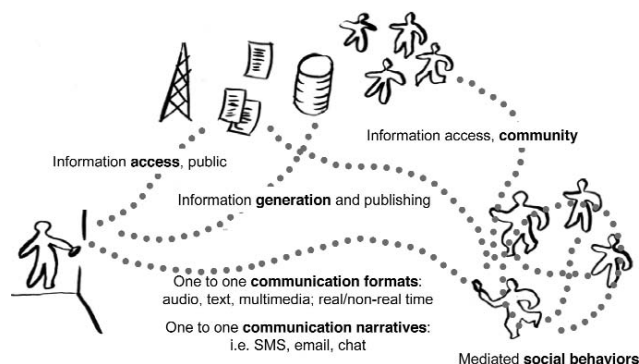 Information access, community
Information access, public
Information generation and publishing
One to one communication formats:
audio, text, multimedia; real/non-real time
One to one communication narratives:
i.e. SMS, email, chat
Mediated social behaviors